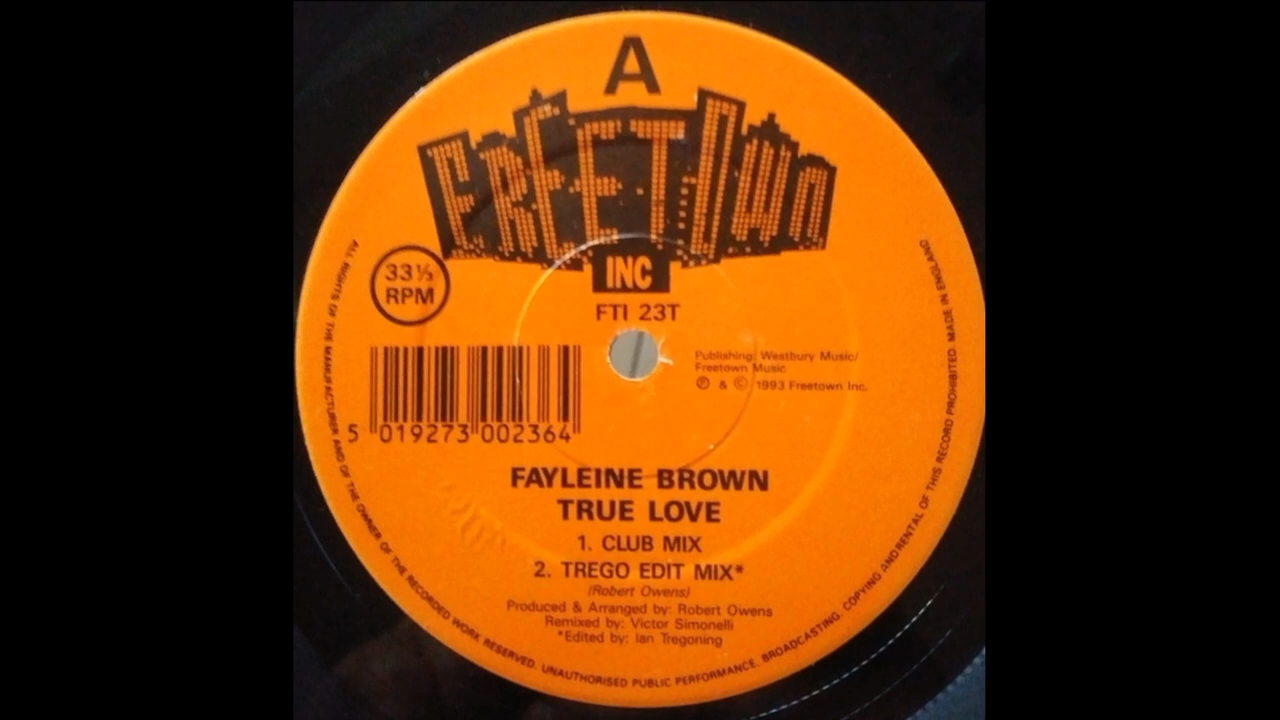 A
FREETOWN
INC
FTI 23T
33⅓
RPM
Publishing: Westbury Music/
Freetown Music
℗ & © 1993 Freetown Inc.
5 019273 002364
FAYLEINE BROWN
TRUE LOVE
1. CLUB MIX
2. TREGO EDIT MIX*
(Robert Owens)
Produced & Arranged by: Robert Owens
Remixed by: Victor Simonelli
*Edited by: Ian Tregoning
ALL RIGHTS OF THE MANUFACTURER AND OF THE OWNER OF THE RECORDED WORK RESERVED. UNAUTHORISED PUBLIC PERFORMANCE, BROADCASTING, COPYING AND RENTAL OF THIS RECORD PROHIBITED. MADE IN ENGLAND